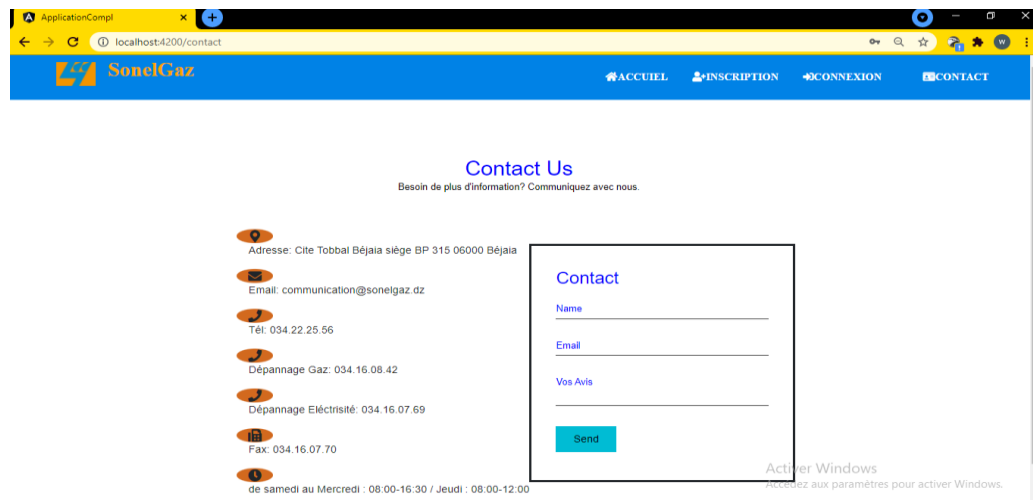 ApplicationCompl
localhost:4200/contact
W
SonelGaz
ACCUIEL
INSCRIPTION
CONNEXION
CONTACT
Contact Us
Besoin de plus d'information? Communiquez avec nous.
Adresse: Cite Tobbal Béjaia siège BP 315 06000 Béjaia
Email: communication@sonelgaz.dz
Tél: 034.22.25.56
Dépannage Gaz: 034.16.08.42
Dépannage Eléctrisité: 034.16.07.69
Fax: 034.16.07.70
de samedi au Mercredi : 08:00-16:30 / Jeudi : 08:00-12:00
Contact
Name
Email
Vos Avis
Send
Activer Windows
Accédez aux paramètres pour activer Windows.